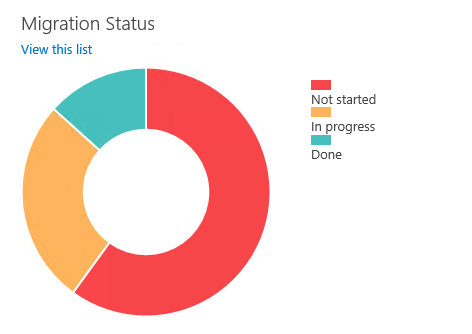 Migration Status
View this list
Not started
In progress
Done